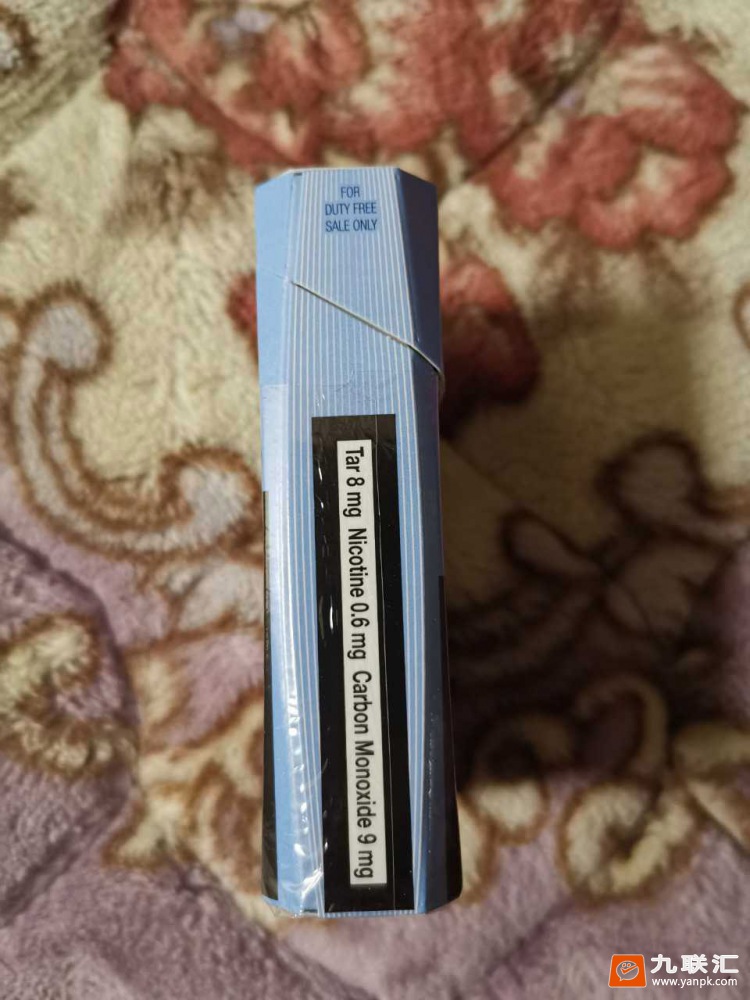 FOR
DUTY FREE
SALE ONLY
Tar 8 mg Nicotine 0.6 mg Carbon Monoxide 9 mg
九联汇
www.yanpk.com